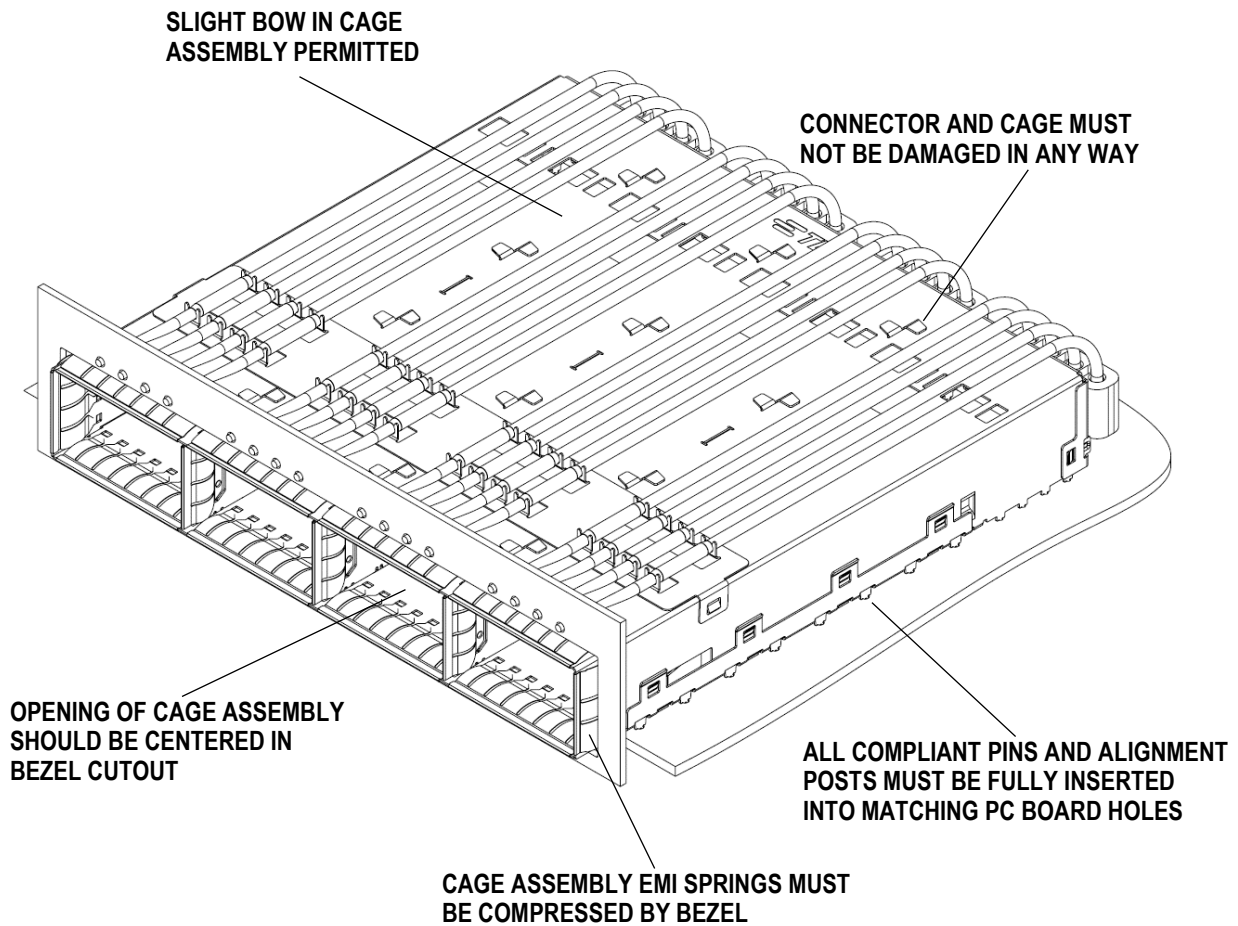 SLIGHT BOW IN CAGE
ASSEMBLY PERMITTED
CONNECTOR AND CAGE MUST
NOT BE DAMAGED IN ANY WAY
OPENING OF CAGE ASSEMBLY
SHOULD BE CENTERED IN
BEZEL CUTOUT
ALL COMPLIANT PINS AND ALIGNMENT
POSTS MUST BE FULLY INSERTED
INTO MATCHING PC BOARD HOLES
CAGE ASSEMBLY EMI SPRINGS MUST
BE COMPRESSED BY BEZEL